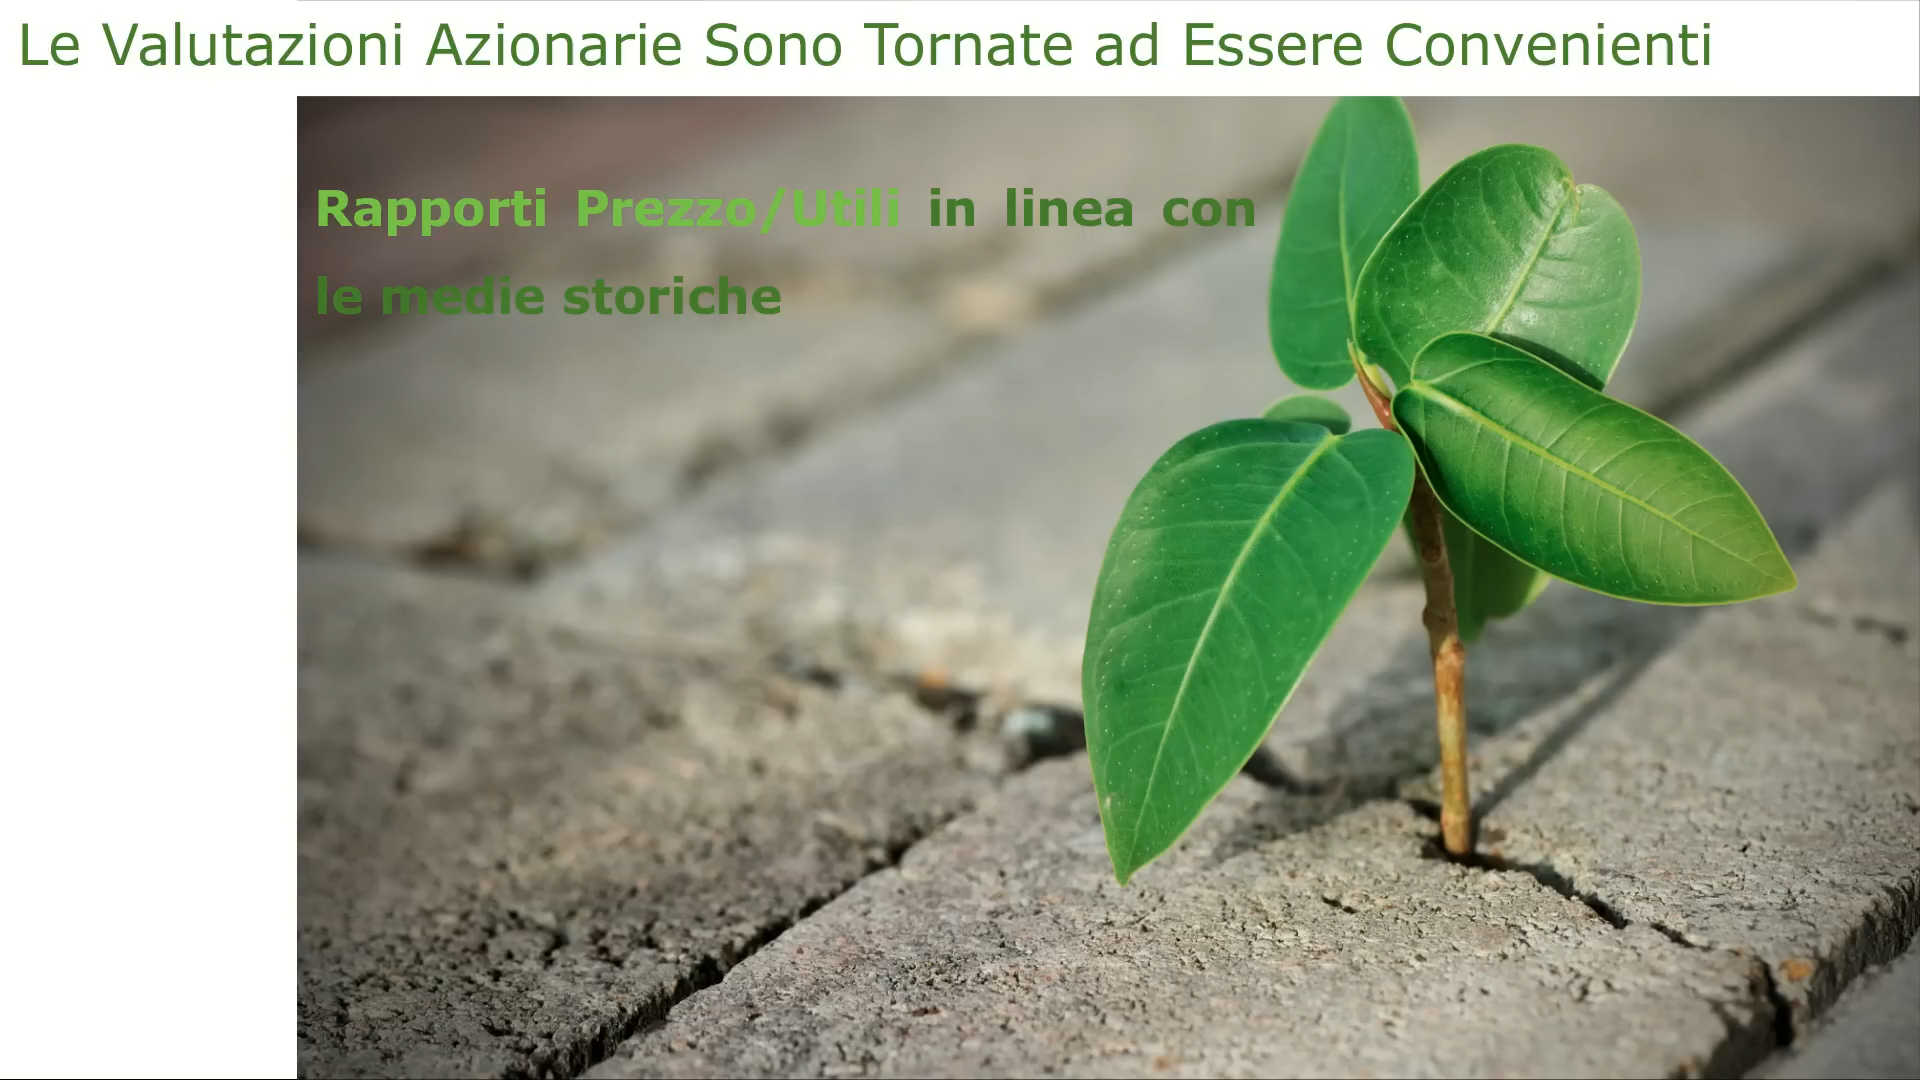 Le Valutazioni Azionarie Sono Tornate ad Essere Convenienti
Rapporti Prezzo/Utili in linea con
le medie storiche